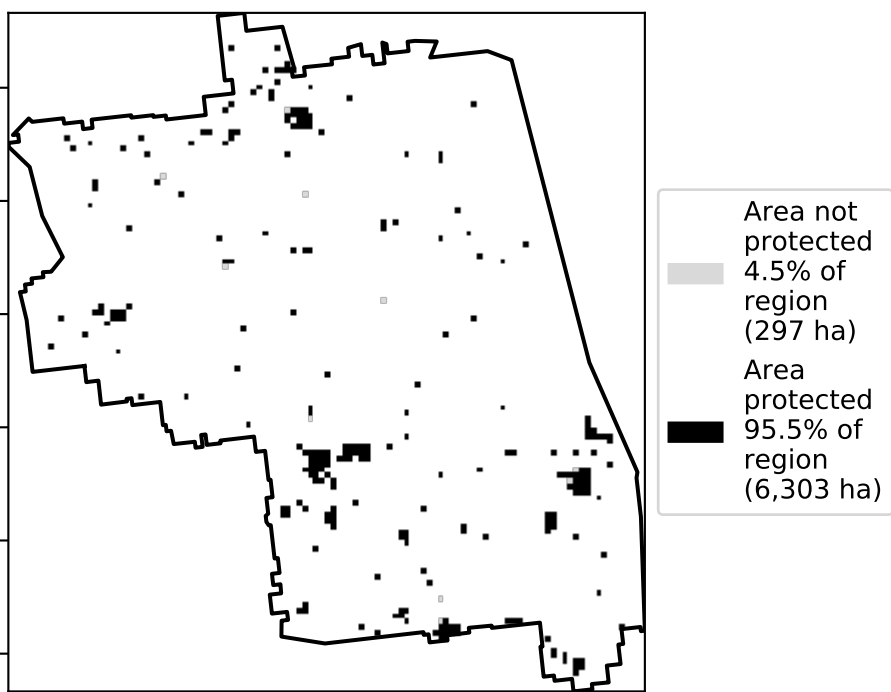 Area not
protected
4.5% of
region
(297 ha)
Area
protected
95.5% of
region
(6,303 ha)